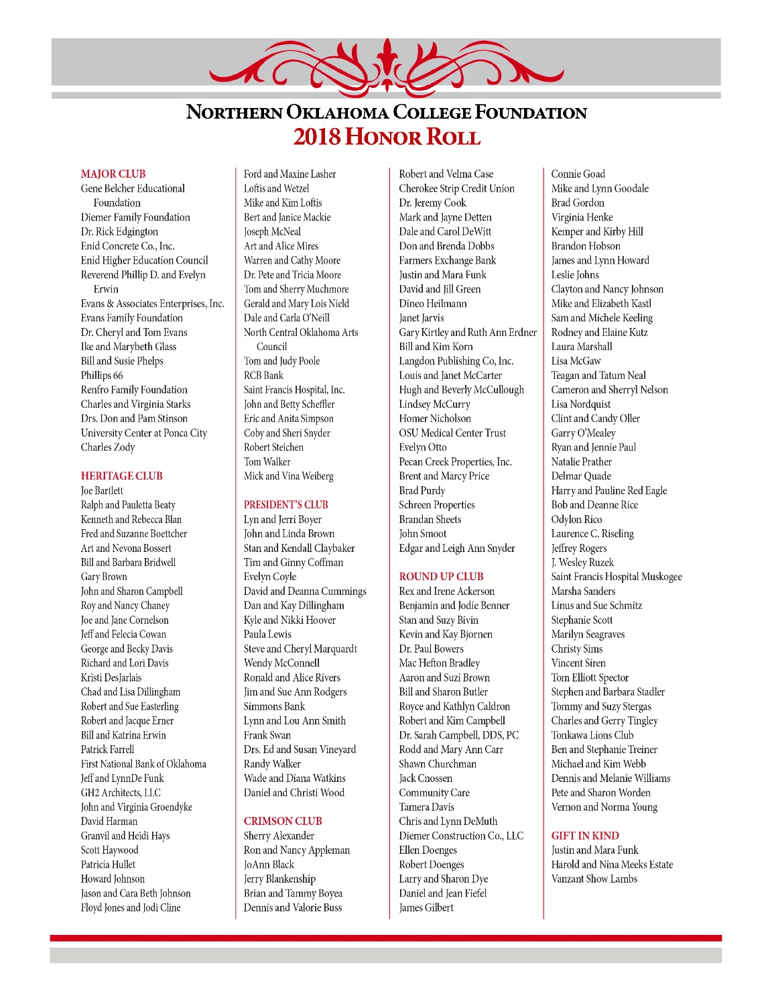 Northern Oklahoma College Foundation
2018 Honor Roll
MAJOR CLUB
Gene Belcher Educational
Foundation
Diemer Family Foundation
Dr. Rick Edgington
Enid Concrete Co., Inc.
Enid Higher Education Council
Reverend Phillip D. and Evelyn
Erwin
Evans & Associates Enterprises, Inc.
Evans Family Foundation
Dr. Cheryl and Tom Evans
Ike and Marybeth Glass
Bill and Susie Phelps
Phillips 66
Renfro Family Foundation
Charles and Virginia Starks
Drs. Don and Pam Stinson
University Center at Ponca City
Charles Zody
HERITAGE CLUB
Joe Bartlett
Ralph and Pauletta Beaty
Kenneth and Rebecca Blan
Fred and Suzanne Boettcher
Art and Nevona Bossert
Bill and Barbara Bridwell
Gary Brown
John and Sharon Campbell
Roy and Nancy Chaney
Joe and Jane Cornelson
Jeff and Felecia Cowan
George and Becky Davis
Richard and Lori Davis
Kristi DesJarlais
Chad and Lisa Dillingham
Robert and Sue Easterling
Robert and Jacque Erner
Bill and Katrina Erwin
Patrick Farrell
First National Bank of Oklahoma
Jeff and LynnDe Funk
GH2 Architects, LLC
John and Virginia Groendyke
David Harman
Granvil and Heidi Hays
Scott Haywood
Patricia Hullet
Howard Johnson
Jason and Cara Beth Johnson
Floyd Jones and Jodi Cline
Ford and Maxine Lasher
Loftis and Wetzel
Mike and Kim Loftis
Bert and Janice Mackie
Joseph McNeal
Art and Alice Mires
Warren and Cathy Moore
Dr. Pete and Tricia Moore
Tom and Sherry Muchmore
Gerald and Mary Lois Nield
Dale and Carla O'Neill
North Central Oklahoma Arts
Council
Tom and Judy Poole
RCB Bank
Saint Francis Hospital, Inc.
John and Betty Scheffler
Eric and Anita Simpson
Coby and Sheri Snyder
Robert Steichen
Tom Walker
Mick and Vina Weiberg
PRESIDENT'S CLUB
Lyn and Jerri Boyer
John and Linda Brown
Stan and Kendall Claybaker
Tim and Ginny Coffman
Evelyn Coyle
David and Deanna Cummings
Dan and Kay Dillingham
Kyle and Nikki Hoover
Paula Lewis
Steve and Cheryl Marquardt
Wendy McConnell
Ronald and Alice Rivers
Jim and Sue Ann Rodgers
Simmons Bank
Lynn and Lou Ann Smith
Frank Swan
Drs. Ed and Susan Vineyard
Randy Walker
Wade and Diana Watkins
Daniel and Christi Wood
CRIMSON CLUB
Sherry Alexander
Ron and Nancy Appleman
JoAnn Black
Jerry Blankenship
Brian and Tammy Boyea
Dennis and Valorie Buss
Robert and Velma Case
Cherokee Strip Credit Union
Dr. Jeremy Cook
Mark and Jayne Detten
Dale and Carol DeWitt
Don and Brenda Dobbs
Farmers Exchange Bank
Justin and Mara Funk
David and Jill Green
Dineo Heilmann
Janet Jarvis
Gary Kirtley and Ruth Ann Erdner
Bill and Kim Korn
Langdon Publishing Co, Inc.
Louis and Janet McCarter
Hugh and Beverly McCullough
Lindsey McCurry
Homer Nicholson
OSU Medical Center Trust
Evelyn Otto
Pecan Creek Properties, Inc.
Brent and Marcy Price
Brad Purdy
Schreen Properties
Brandan Sheets
John Smoot
Edgar and Leigh Ann Snyder
ROUND UP CLUB
Rex and Irene Ackerson
Benjamin and Jodie Benner
Stan and Suzy Bivin
Kevin and Kay Bjornen
Dr. Paul Bowers
Mac Hefton Bradley
Aaron and Suzi Brown
Bill and Sharon Butler
Royce and Kathlyn Caldron
Robert and Kim Campbell
Dr. Sarah Campbell, DDS, PC
Rodd and Mary Ann Carr
Shawn Churchman
Jack Cnossen
Community Care
Tamera Davis
Chris and Lynn DeMuth
Diemer Construction Co., LLC
Ellen Doenges
Robert Doenges
Larry and Sharon Dye
Daniel and Jean Fiefel
James Gilbert
Connie Goad
Mike and Lynn Goodale
Brad Gordon
Virginia Henke
Kemper and Kirby Hill
Brandon Hobson
James and Lynn Howard
Leslie Johns
Clayton and Nancy Johnson
Mike and Elizabeth Kastl
Sam and Michele Keeling
Rodney and Elaine Kutz
Laura Marshall
Lisa McGaw
Teagan and Tatum Neal
Cameron and Sherryl Nelson
Lisa Nordquist
Clint and Candy Oller
Garry O'Mealey
Ryan and Jennie Paul
Natalie Prather
Delmar Quade
Harry and Pauline Red Eagle
Bob and Deanne Rice
Odylon Rico
Laurence C. Riseling
Jeffrey Rogers
J. Wesley Ruzek
Saint Francis Hospital Muskogee
Marsha Sanders
Linus and Sue Schmitz
Stephanie Scott
Marilyn Seagraves
Christy Sims
Vincent Siren
Tom Elliott Spector
Stephen and Barbara Stadler
Tommy and Suzy Stergas
Charles and Gerry Tingley
Tonkawa Lions Club
Ben and Stephanie Treiner
Michael and Kim Webb
Dennis and Melanie Williams
Pete and Sharon Worden
Vernon and Norma Young
GIFT IN KIND
Justin and Mara Funk
Harold and Nina Meeks Estate
Vanzant Show Lambs